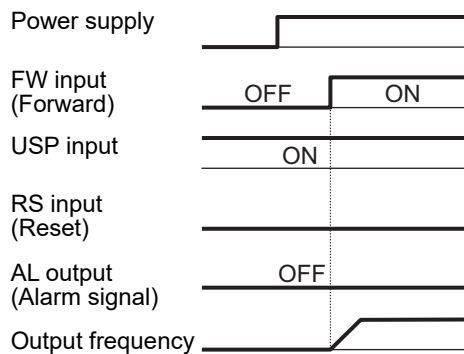 Power supply
FW input
(Forward)
OFF ON
USP input
ON
RS input
(Reset)
AL output
(Alarm signal)
OFF
Output frequency